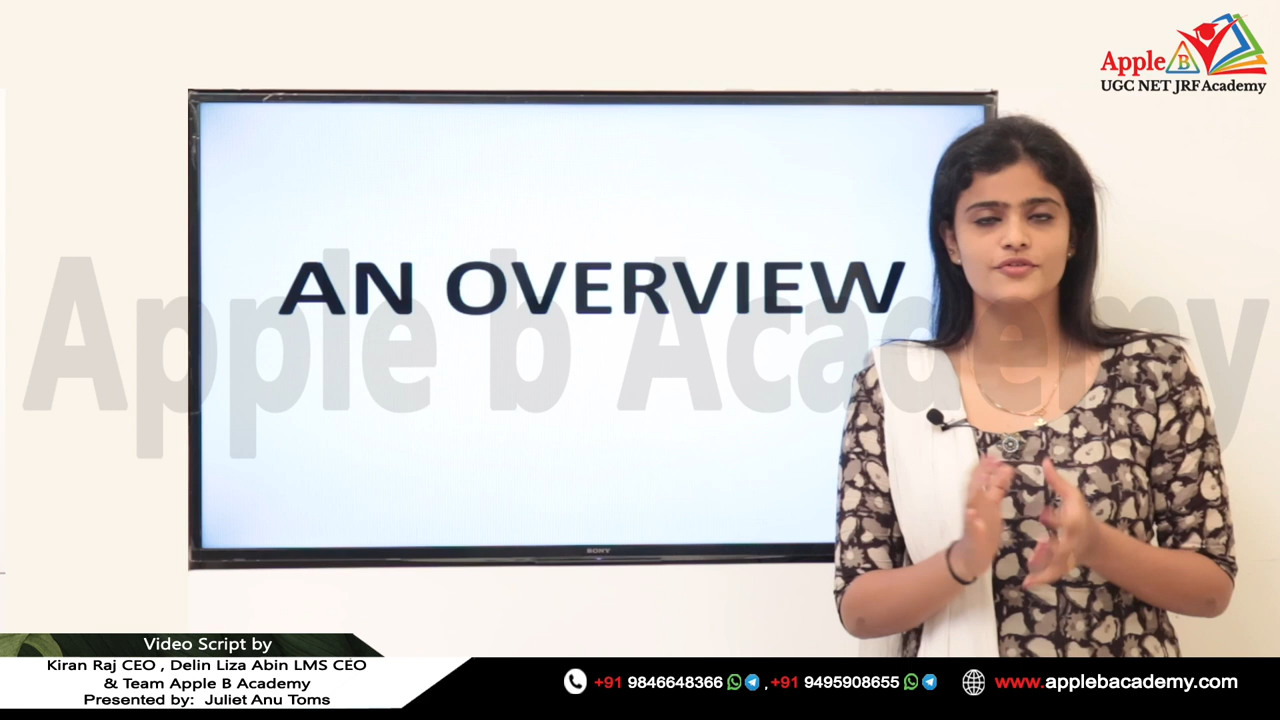 Apple B
UGC NET JRF Academy
AN OVERVIEW
Apple b Academy
SONY
Video Script by
Kiran Raj CEO , Delin Liza Abin LMS CEO
& Team Apple B Academy
Presented by: Juliet Anu Toms
+91 9846648366 , +91 9495908655 www.applebacademy.com